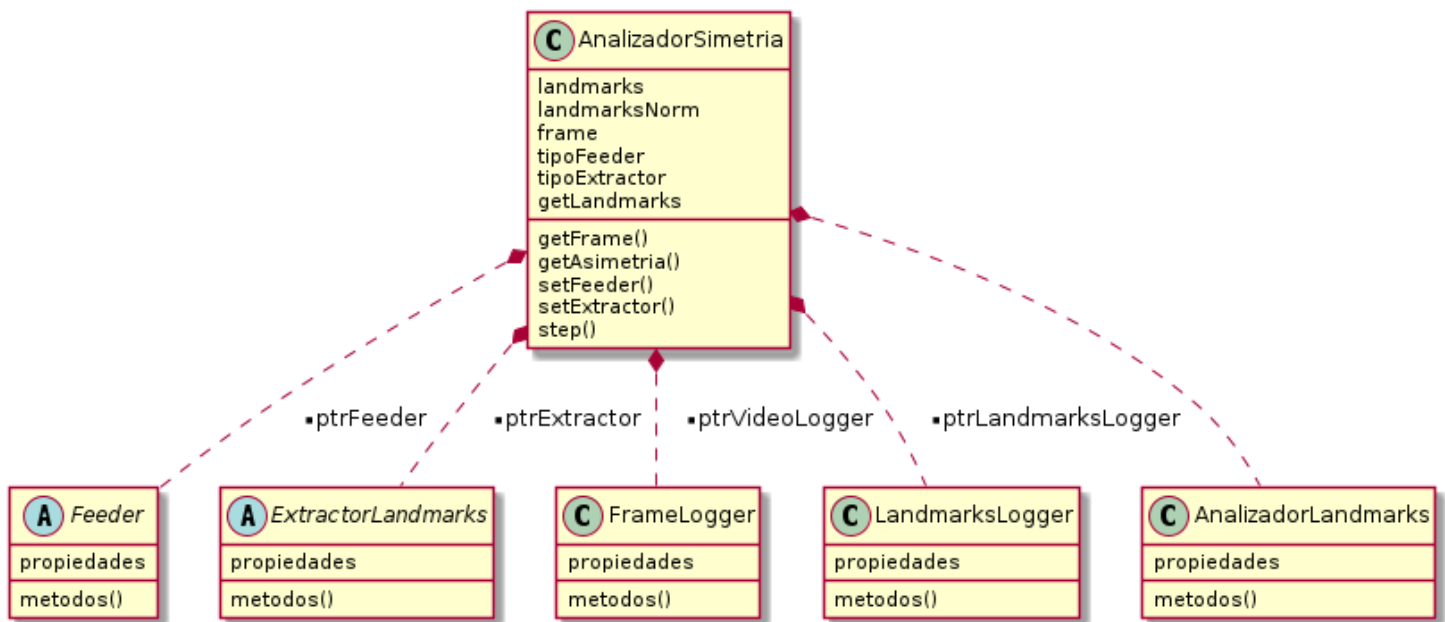 C AnalizadorSimetria
landmarks
landmarksNorm
frame
tipoFeeder
tipoExtractor
getLandmarks
getFrame()
getAsimetria()
setFeeder()
setExtractor()
step()
▪ptrFeeder
▪ptrExtractor
▪ptrVideoLogger
▪ptrLandmarksLogger
A Feeder
propiedades
metodos()
A ExtractorLandmarks
propiedades
metodos()
C FrameLogger
propiedades
metodos()
C LandmarksLogger
propiedades
metodos()
C AnalizadorLandmarks
propiedades
metodos()